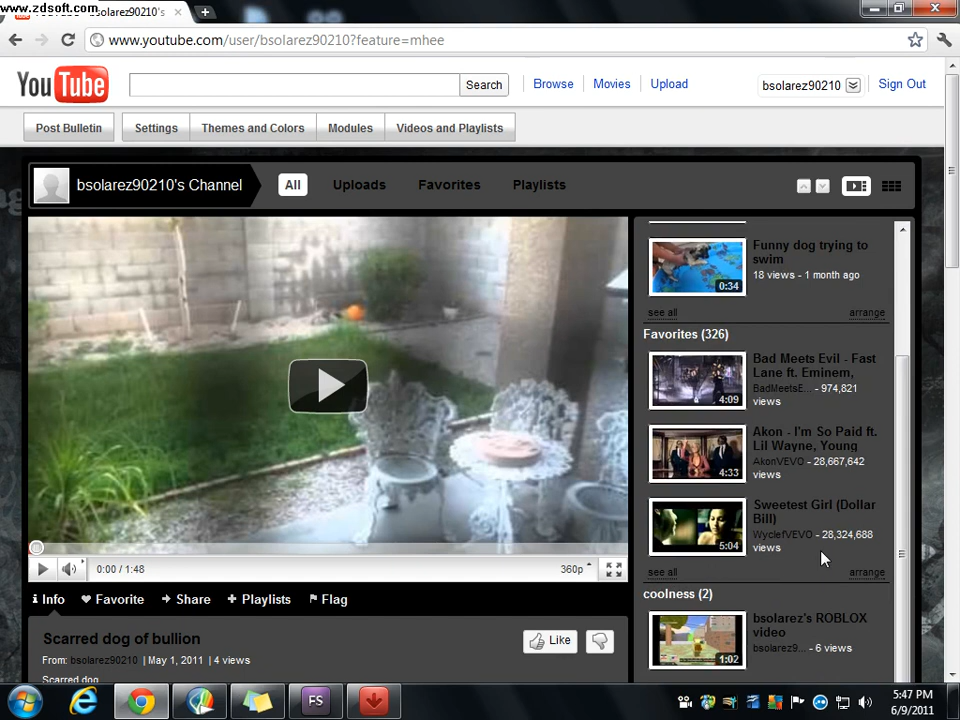 www.zdsoft.com
bsolarez90210's
www.youtube.com/user/bsolarez90210?feature=mhee
YouTube
Search
Browse
Movies
Upload
bsolarez90210
Sign Out
Post Bulletin
Settings
Themes and Colors
Modules
Videos and Playlists
bsolarez90210's Channel
All
Uploads
Favorites
Playlists
Funny dog trying to
swim
18 views - 1 month ago
0:34
see all
arrange
Favorites (326)
Bad Meets Evil - Fast
Lane ft. Eminem,
BadMeetsE... - 974,821
views
4:09
Akon - I'm So Paid ft.
Lil Wayne, Young
AkonVEVO - 28,667,642
views
4:33
Sweetest Girl (Dollar
Bill)
WyclefVEVO - 28,324,688
views
5:04
see all
arrange
coolness (2)
bsolarez's ROBLOX
video
bsolarez9... - 6 views
1:02
0:00 / 1:48
360p
Info
Favorite
Share
Playlists
Flag
Scarred dog of bullion
Like
From: bsolarez90210 | May 1, 2011 | 4 views
Scarred dog
FS
5:47 PM
6/9/2011